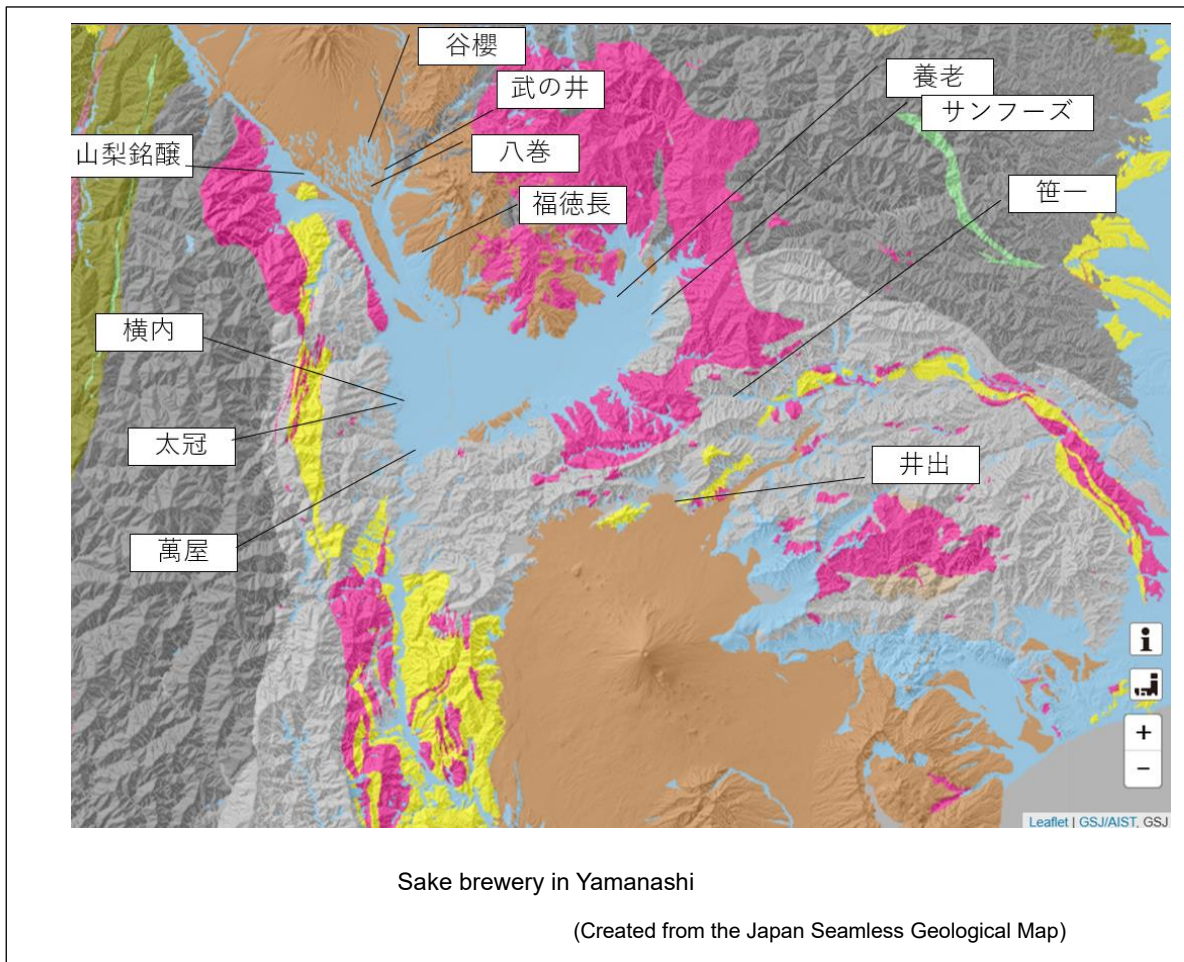 谷櫻
武の井
養老
サンフーズ
山梨銘醸
八巻
笹一
福徳長
横内
太冠
井出
萬屋
i
+
−
Leaflet | GSJ/AIST, GSJ
Sake brewery in Yamanashi
(Created from the Japan Seamless Geological Map)